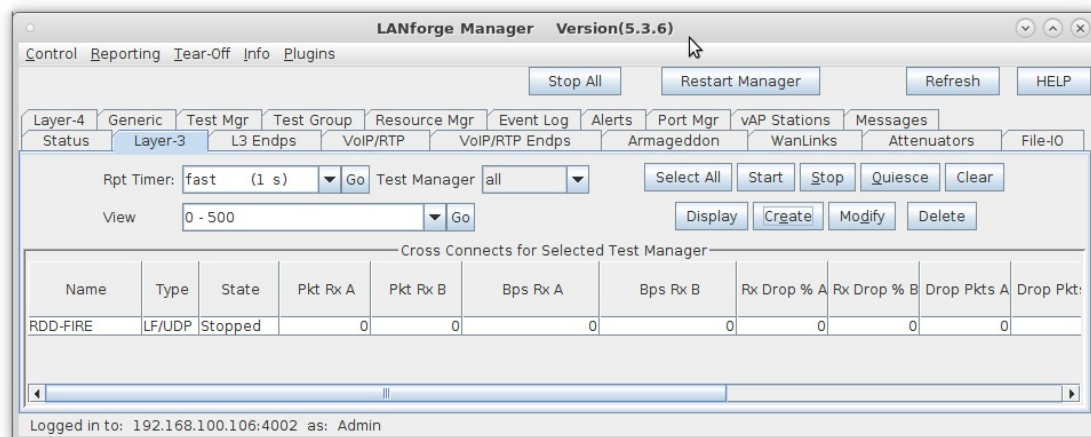 LANforge Manager Version(5.3.6)
Control Reporting Tear-Off Info Plugins
Stop All Restart Manager Refresh HELP
Layer-4 Generic Test Mgr Test Group Resource Mgr Event Log Alerts Port Mgr vAP Stations Messages
Status Layer-3 L3 Endps VoIP/RTP VoIP/RTP Endps Armageddon WanLinks Attenuators File-IO
Rpt Timer: fast (1 s) Go Test Manager all Select All Start Stop Quiesce Clear
View 0 - 500 Go Display Create Modify Delete
Cross Connects for Selected Test Manager
Name Type State Pkt Rx A Pkt Rx B Bps Rx A Bps Rx B Rx Drop % A Rx Drop % B Drop Pkts A Drop Pkts
RDD-FIRE LF/UDP Stopped 0 0 0 0 0 0 0
Logged in to: 192.168.100.106:4002 as: Admin